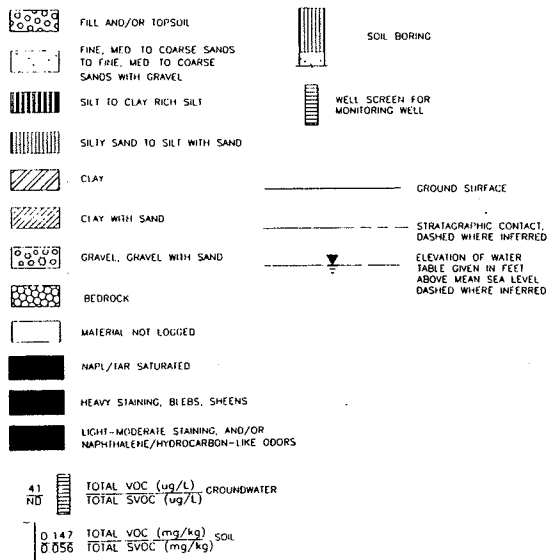 FILL AND/OR TOPSOIL
FINE, MED TO COARSE SANDS
TO FINE, MED TO COARSE
SANDS WITH GRAVEL
SILT TO CLAY RICH SILT
SILTY SAND TO SILT WITH SAND
CLAY
CLAY WITH SAND
GRAVEL, GRAVEL WITH SAND
BEDROCK
MATERIAL NOT LOGGED
NAPL/TAR SATURATED
HEAVY STAINING, BLEBS, SHEENS
LIGHT-MODERATE STAINING, AND/OR
NAPHTHALENE/HYDROCARBON-LIKE ODORS
SOIL BORING
WELL SCREEN FOR
MONITORING WELL
GROUND SURFACE
STRATAGRAPHIC CONTACT,
DASHED WHERE INFERRED
ELEVATION OF WATER
TABLE GIVEN IN FEET
ABOVE MEAN SEA LEVEL
DASHED WHERE INFERRED
41 TOTAL VOC (ug/L) GROUNDWATER
ND TOTAL SVOC (ug/L)
0.147 TOTAL VOC (mg/kg) SOIL
0.056 TOTAL SVOC (mg/kg)